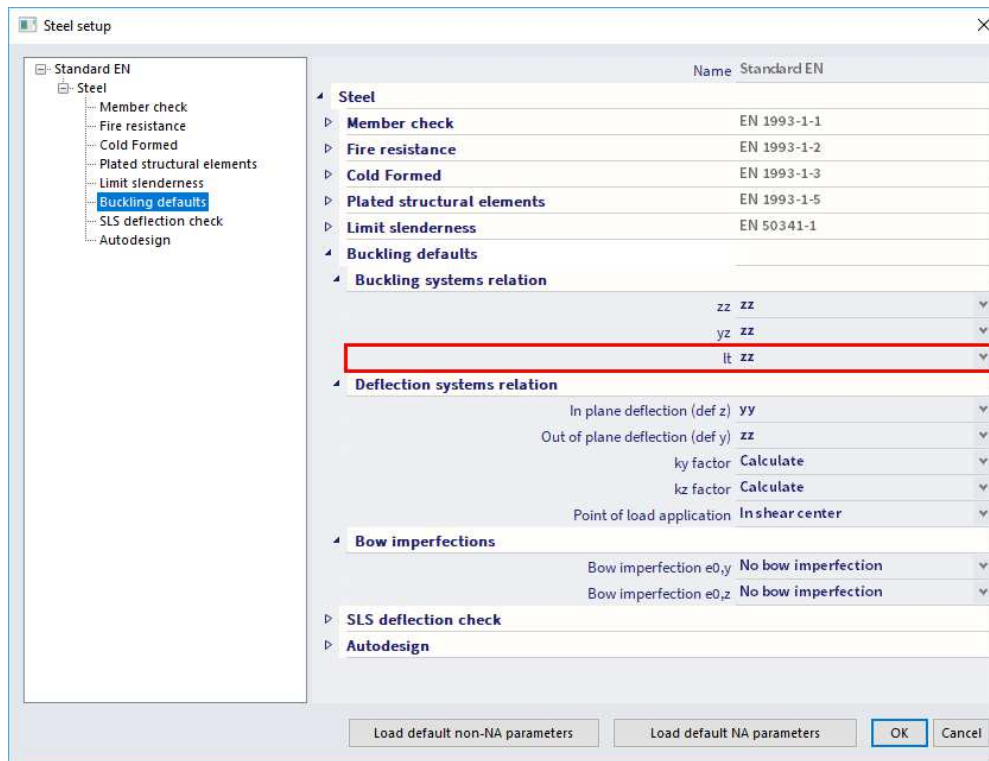 Steel setup
Standard EN
Steel
Member check
Fire resistance
Cold Formed
Plated structural elements
Limit slenderness
Buckling defaults
SLS deflection check
Autodesign
Name Standard EN
Steel
Member check EN 1993-1-1
Fire resistance EN 1993-1-2
Cold Formed EN 1993-1-3
Plated structural elements EN 1993-1-5
Limit slenderness EN 50341-1
Buckling defaults
Buckling systems relation
zz zz
yz zz
lt zz
Deflection systems relation
In plane deflection (def z) yy
Out of plane deflection (def y) zz
ky factor Calculate
kz factor Calculate
Point of load application In shear center
Bow imperfections
Bow imperfection e0,y No bow imperfection
Bow imperfection e0,z No bow imperfection
SLS deflection check
Autodesign
Load default non-NA parameters Load default NA parameters OK Cancel